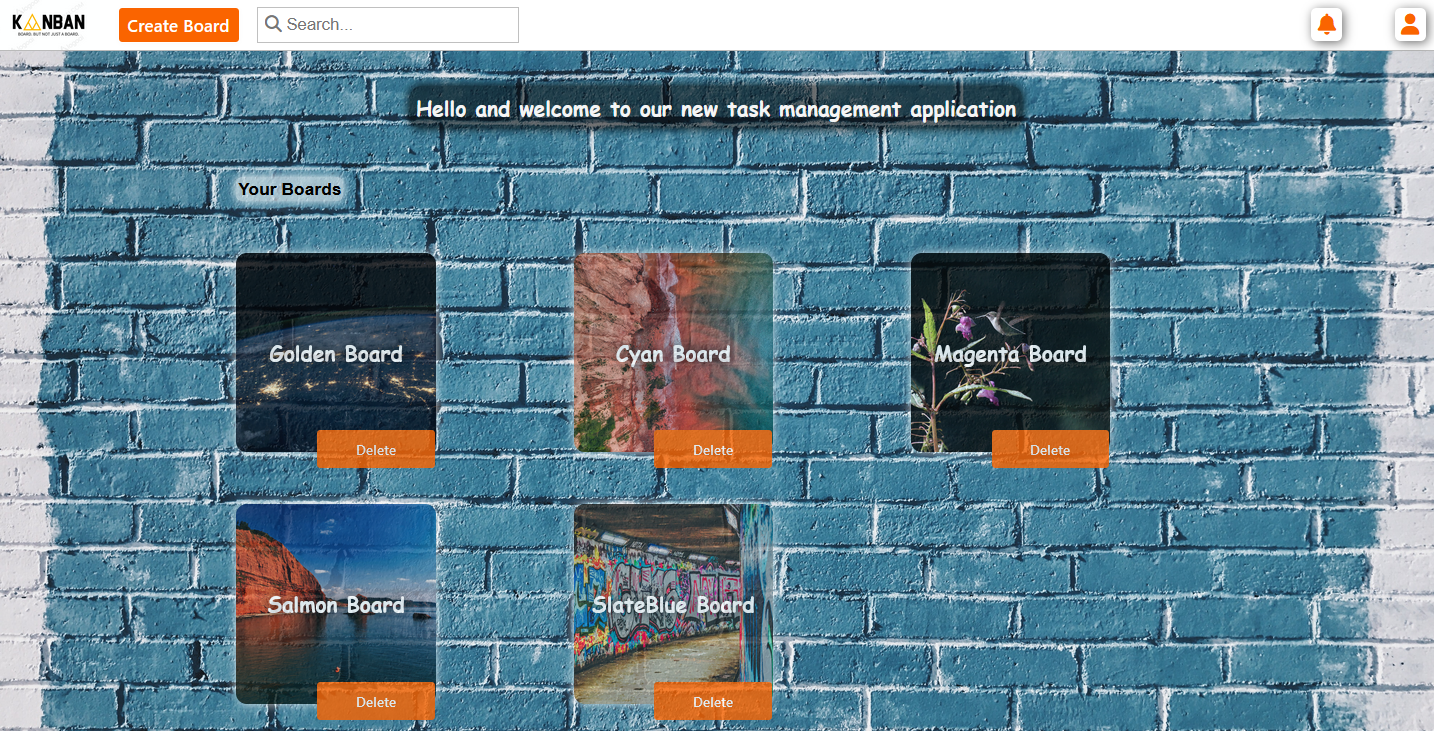 KANBAN
BOARD, BUT NOT JUST A BOARD.
Create Board
Search...
Hello and welcome to our new task management application
Your Boards
Golden Board
Cyan Board
Magenta Board
Delete
Delete
Delete
Salmon Board
SlateBlue Board
Delete
Delete